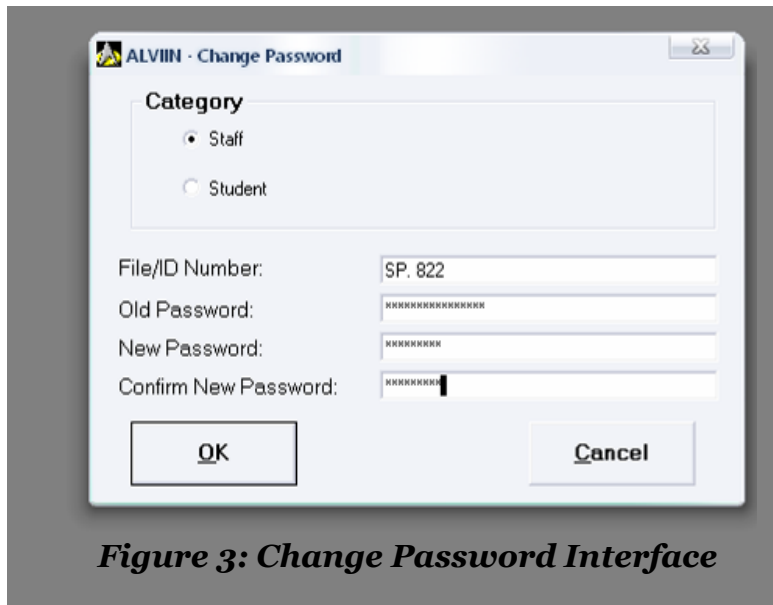 ALVIIN - Change Password
Category
Staff
Student
File/ID Number: SP. 822
Old Password: ****************
New Password: *********
Confirm New Password: *********
OK Cancel
Figure 3: Change Password Interface